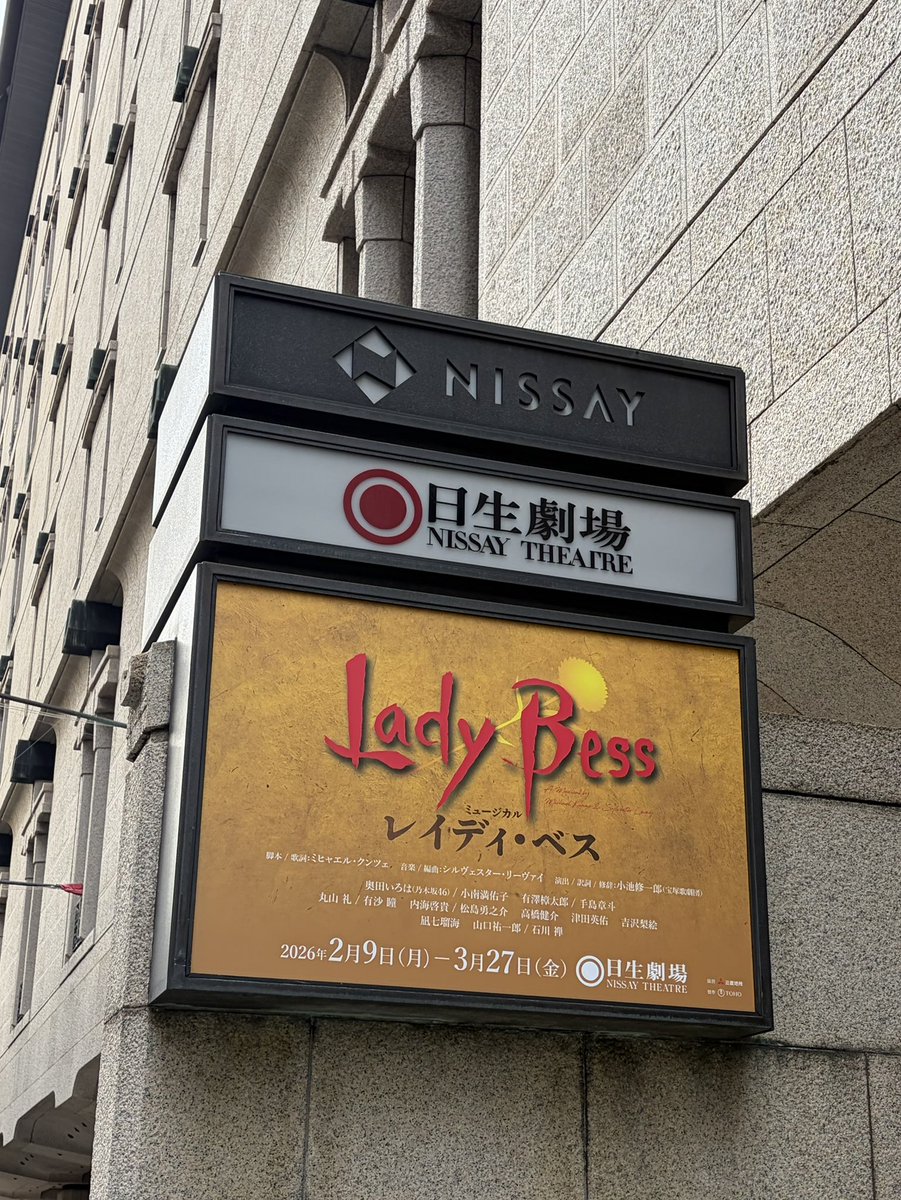 NISSAY
日生劇場
NISSAY THEATRE
Lady Bess
A Musical by
Michael Kunze & Sylvester Levay
ミュージカル
レイディ・ベス
脚本/歌詞:ミヒャエル・クンツェ 音楽/編曲:シルヴェスター・リーヴァイ 演出/訳詞/修辞:小池修一郎(宝塚歌劇団)
奥田いろは(乃木坂46)/小南満佑子 有澤樟太郎/手島章斗
丸山 礼/有沙 瞳 内海啓貴/松島勇之介 高橋健介 津田英佑 吉沢梨絵
凪七瑠海 山口祐一郎/石川 禅
2026年2月9日(月)−3月27日(金) 日生劇場
NISSAY THEATRE
TOHO